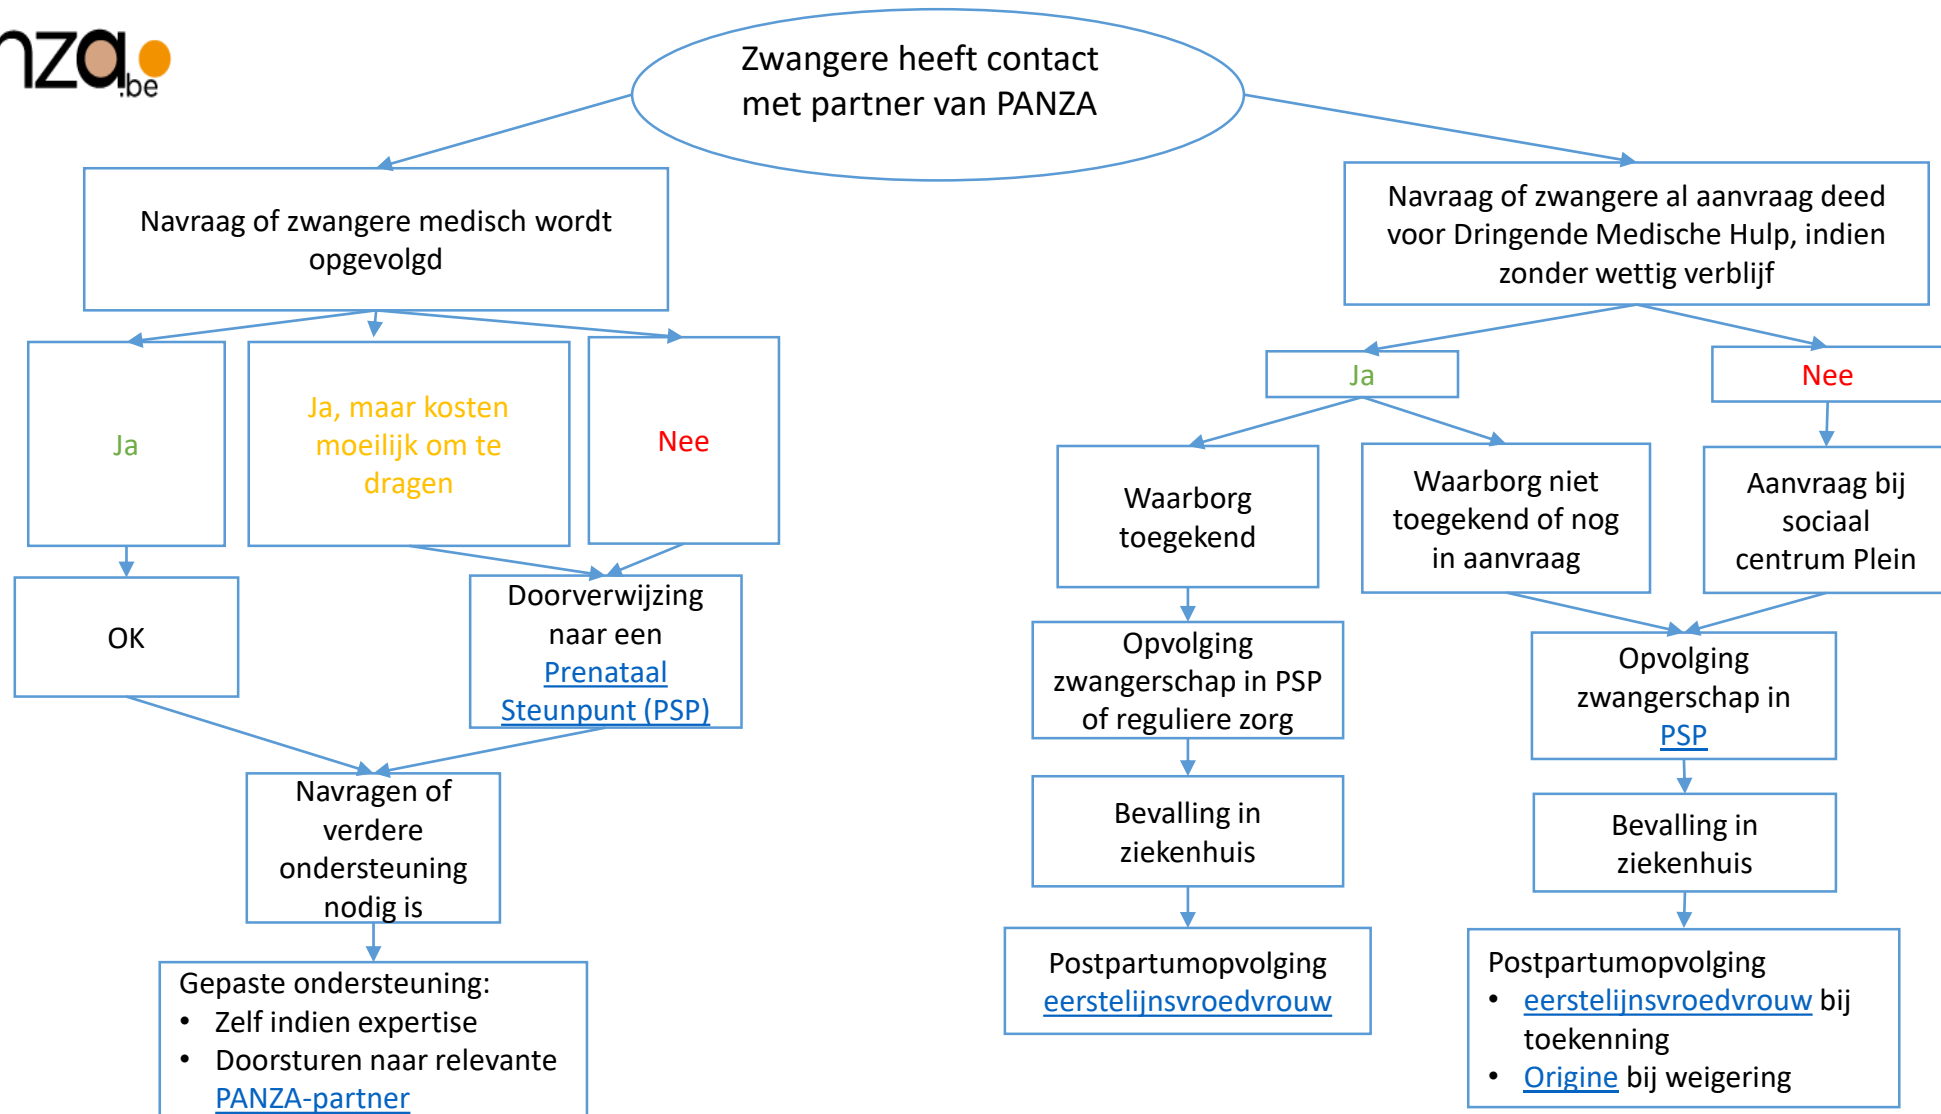 nza
.be
Zwangere heeft contact
met partner van PANZA
Navraag of zwangere medisch wordt
opgevolgd
Navraag of zwangere al aanvraag deed
voor Dringende Medische Hulp, indien
zonder wettig verblijf
Ja
Ja, maar kosten
moeilijk om te
dragen
Nee
Ja
Nee
OK
Doorverwijzing
naar een
Prenataal
Steunpunt (PSP)
Waarborg
toegekend
Waarborg niet
toegekend of nog
in aanvraag
Aanvraag bij
sociaal
centrum Plein
Navragen of
verdere
ondersteuning
nodig is
Opvolging
zwangerschap in PSP
of reguliere zorg
Opvolging
zwangerschap in
PSP
Bevalling in
ziekenhuis
Bevalling in
ziekenhuis
Gepaste ondersteuning:
• Zelf indien expertise
• Doorsturen naar relevante
PANZA-partner
Postpartumopvolging
eerstelijnsvroedvrouw
Postpartumopvolging
• eerstelijnsvroedvrouw bij
toekenning
• Origine bij weigering